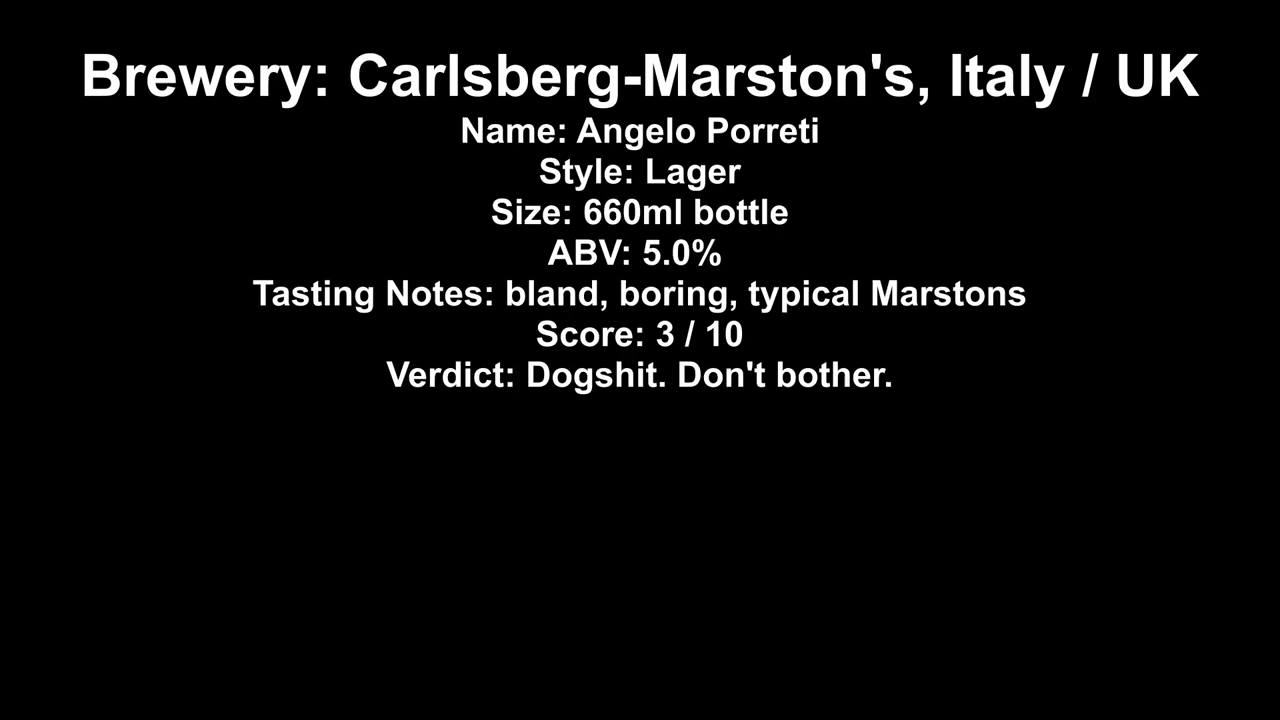 Brewery: Carlsberg-Marston's, Italy / UK
Name: Angelo Porreti
Style: Lager
Size: 660ml bottle
ABV: 5.0%
Tasting Notes: bland, boring, typical Marstons
Score: 3 / 10
Verdict: Dogshit. Don't bother.